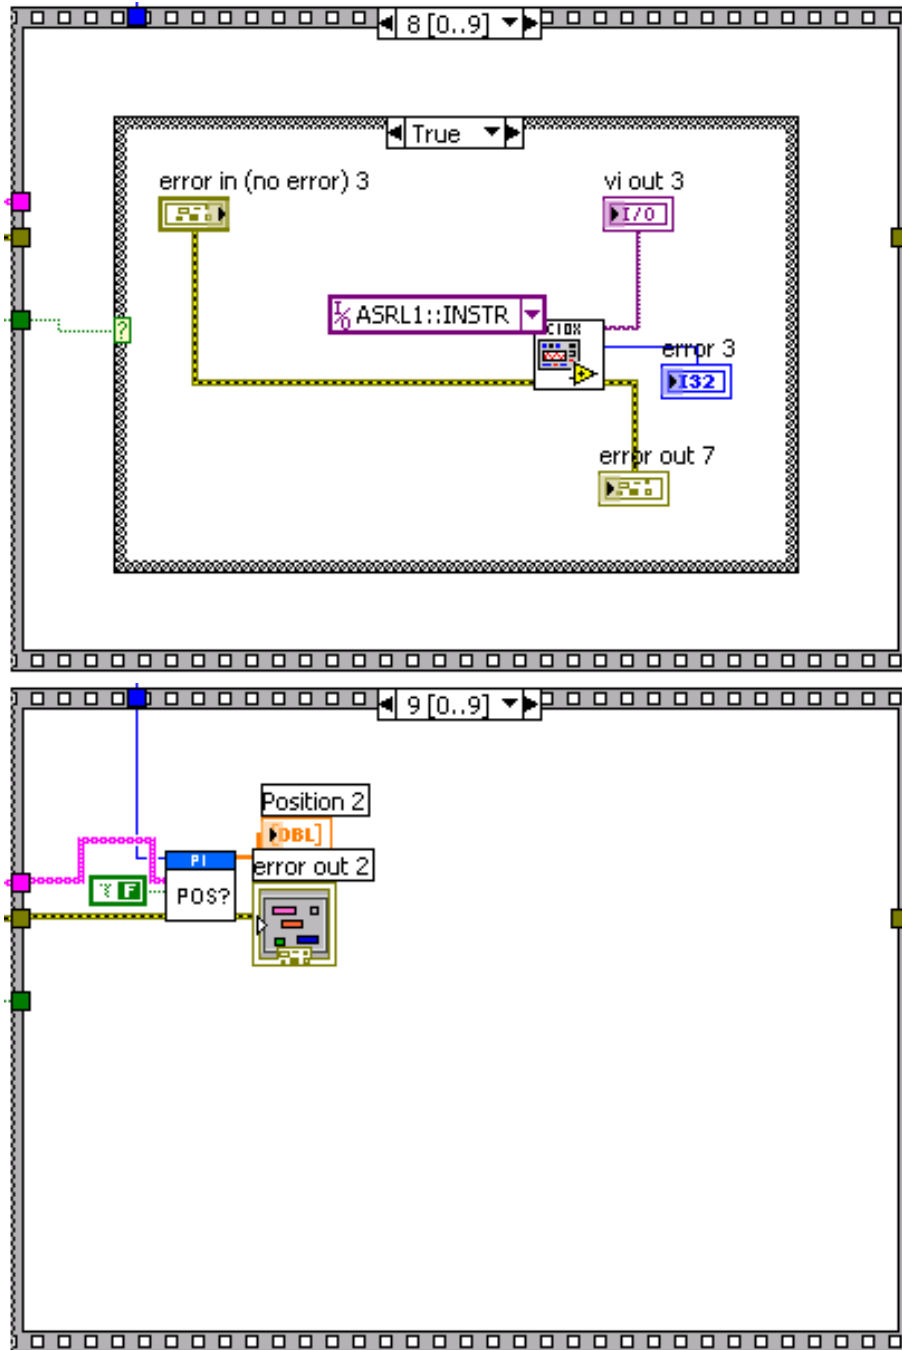 8 [0..9]
True
error in (no error) 3
vi out 3
I/O
I/O ASRL1::INSTR
error 3
I32
error out 7
9 [0..9]
Position 2
DBL
error out 2
PI
F
POS?